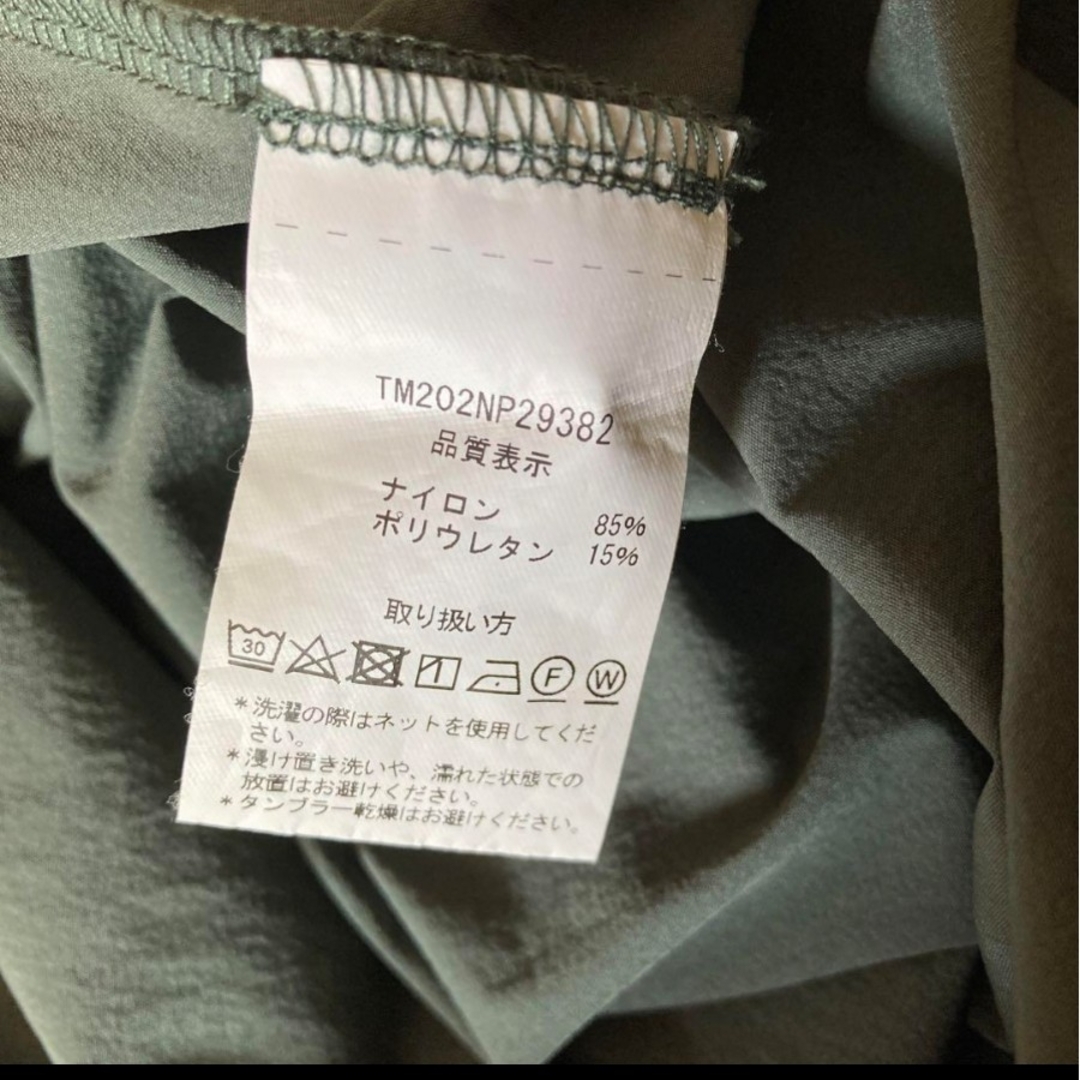 TM202NP29382
品質表示
ナイロン 85%
ポリウレタン 15%
取り扱い方
30 F W
*洗濯の際はネットを使用してくだ
さい。
*浸け置き洗いや、濡れた状態での
放置はお避けください。
*タンブラー乾燥はお避けください。